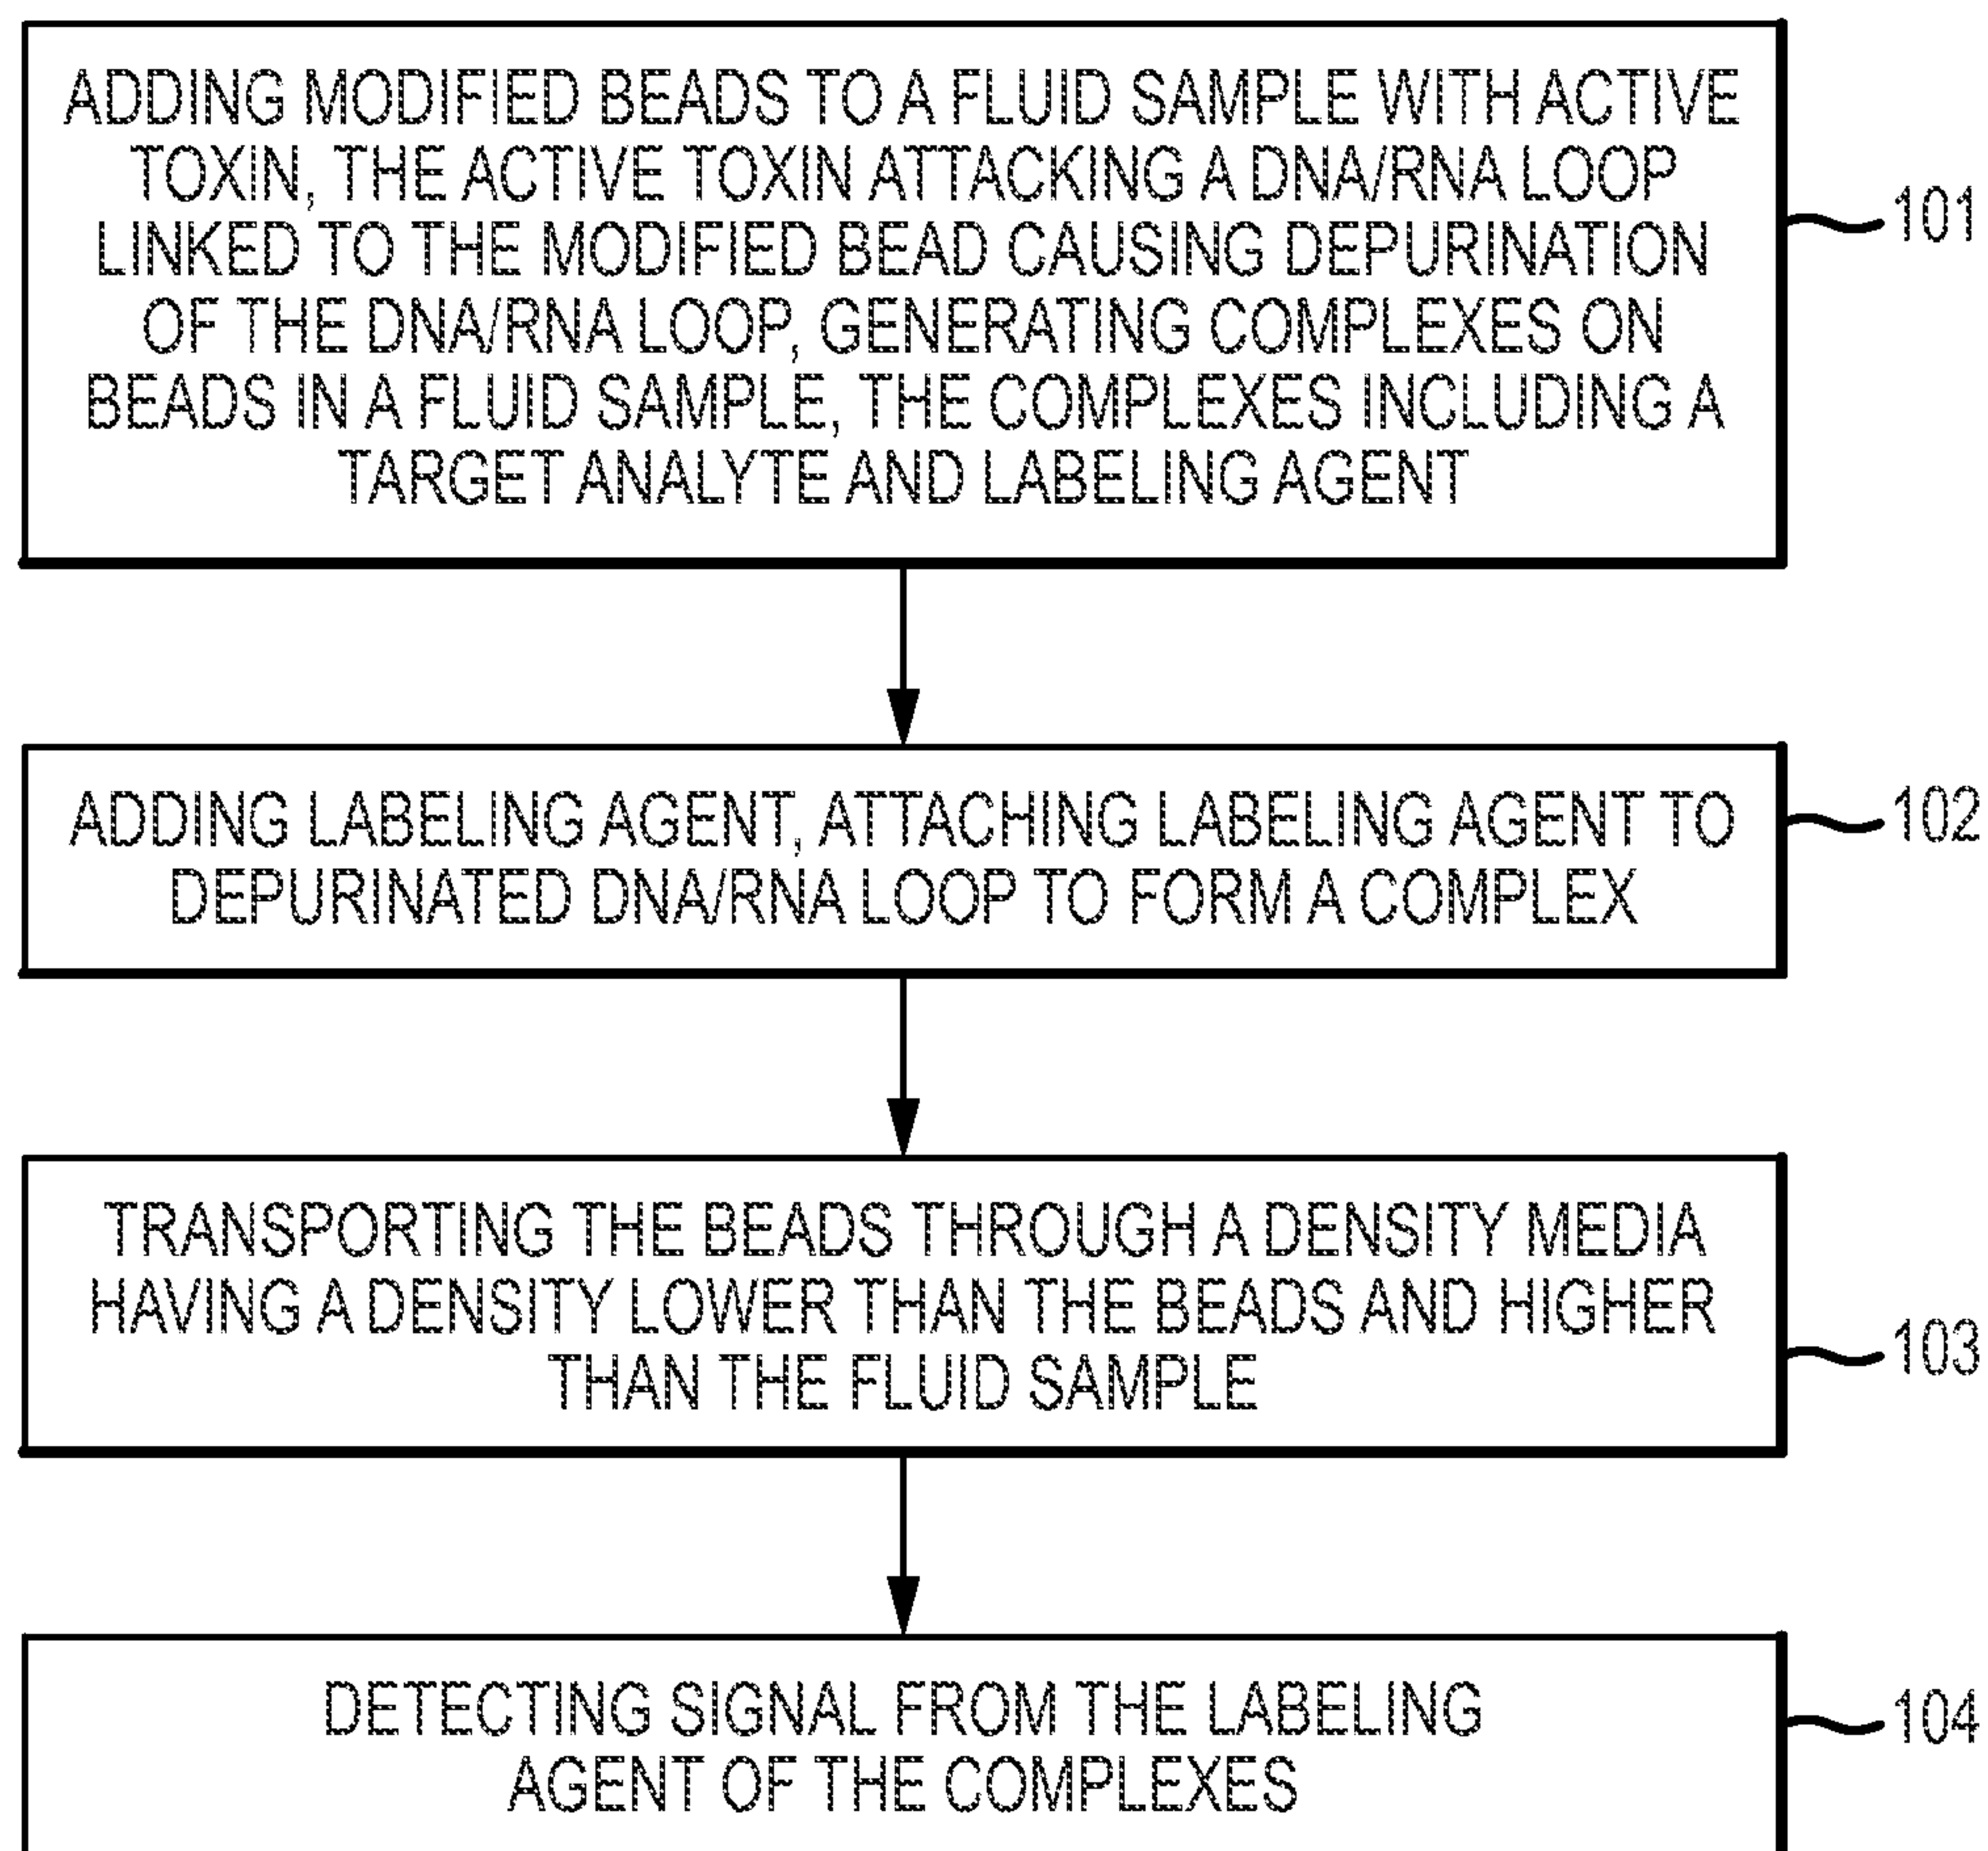 ADDING MODIFIED BEADS TO A FLUID SAMPLE WITH ACTIVE
TOXIN, THE ACTIVE TOXIN ATTACKING A DNA/RNA LOOP
LINKED TO THE MODIFIED BEAD CAUSING DEPURINATION
OF THE DNA/RNA LOOP, GENERATING COMPLEXES ON
BEADS IN A FLUID SAMPLE, THE COMPLEXES INCLUDING A
TARGET ANALYTE AND LABELING AGENT
101
ADDING LABELING AGENT, ATTACHING LABELING AGENT TO
DEPURINATED DNA/RNA LOOP TO FORM A COMPLEX
102
TRANSPORTING THE BEADS THROUGH A DENSITY MEDIA
HAVING A DENSITY LOWER THAN THE BEADS AND HIGHER
THAN THE FLUID SAMPLE
103
DETECTING SIGNAL FROM THE LABELING
AGENT OF THE COMPLEXES
104